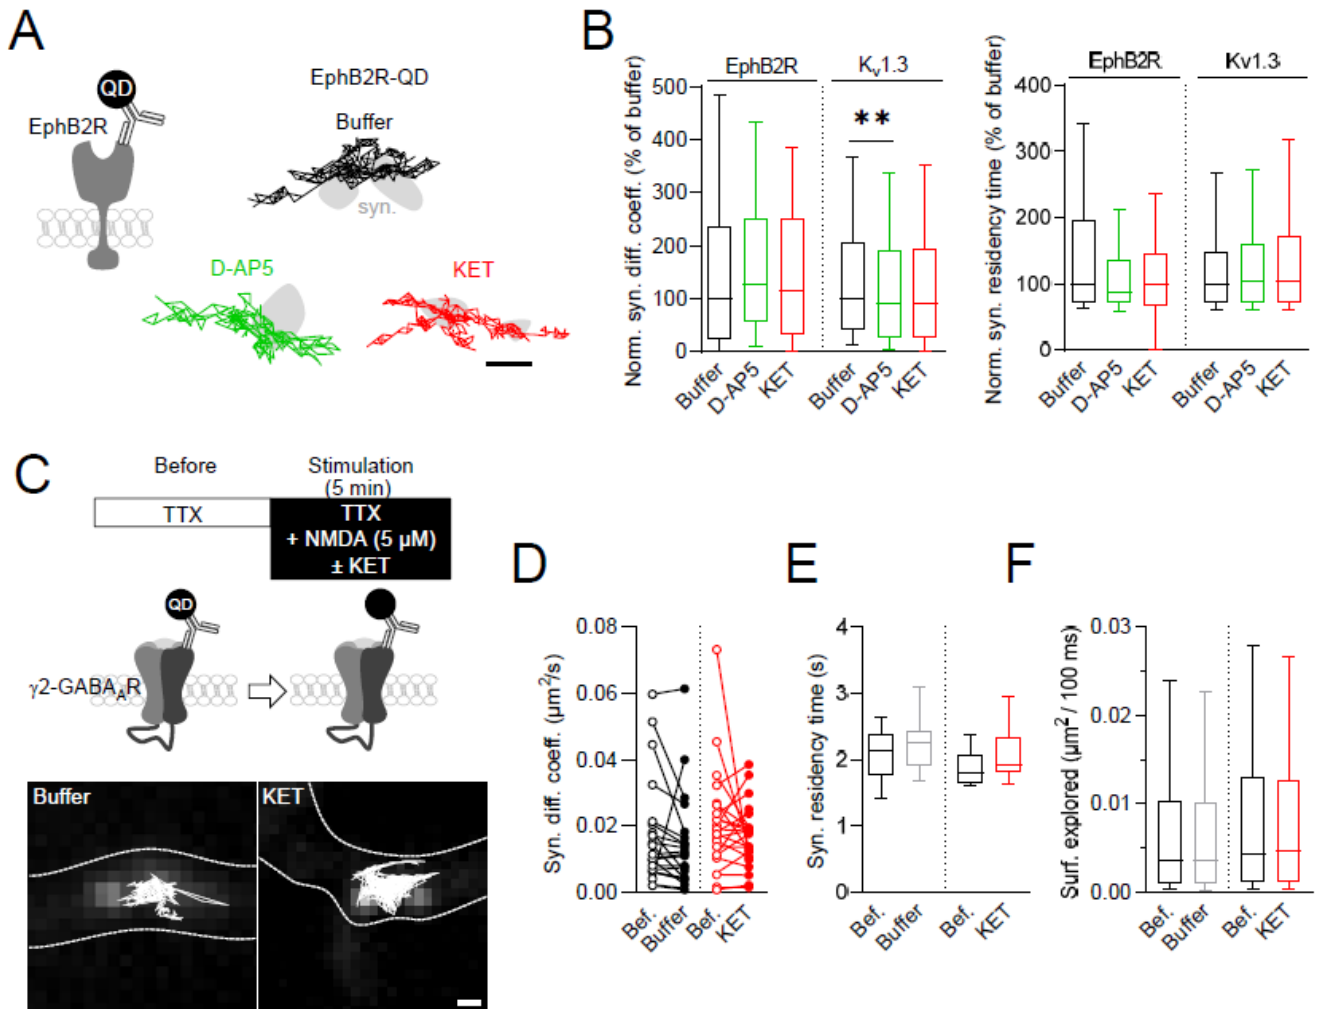 A
QD
EphB2R
EphB2R-QD
Buffer
syn.
D-AP5
KET
B
Norm. syn. diff. coeff. (% of buffer)
EphB2R
Kv1.3
500
400
300
200
100
0
**
Buffer
D-AP5
KET
Buffer
D-AP5
KET
Norm. syn. residency time (% of buffer)
EphB2R
Kv1.3
400
300
200
100
0
Buffer
D-AP5
KET
Buffer
D-AP5
KET
C
Before
Stimulation
(5 min)
TTX
TTX
+ NMDA (5 µM)
± KET
QD
γ2-GABAAR
Buffer
KET
D
Syn. diff. coeff. (µm²/s)
0.08
0.06
0.04
0.02
0.00
Bef.
Buffer
Bef.
KET
E
Syn. residency time (s)
4
3
2
1
0
Bef.
Buffer
Bef.
KET
F
Surf. explored (µm² / 100 ms)
0.03
0.02
0.01
0.00
Bef.
Buffer
Bef.
KET